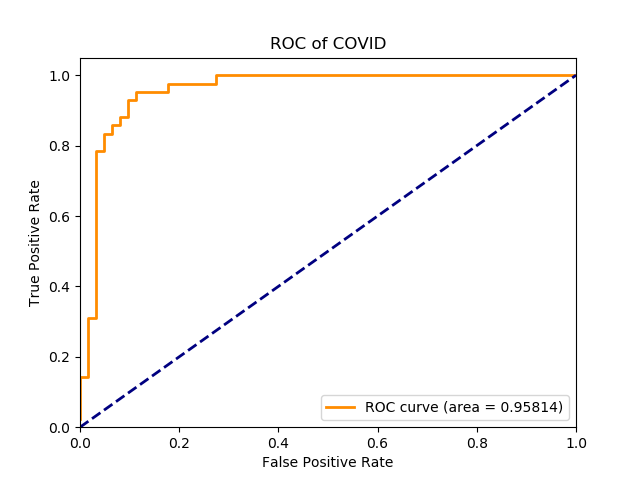 ROC of COVID
True Positive Rate
1.0
0.8
0.6
0.4
0.2
0.0
ROC curve (area = 0.95814)
0.0 0.2 0.4 0.6 0.8 1.0
False Positive Rate